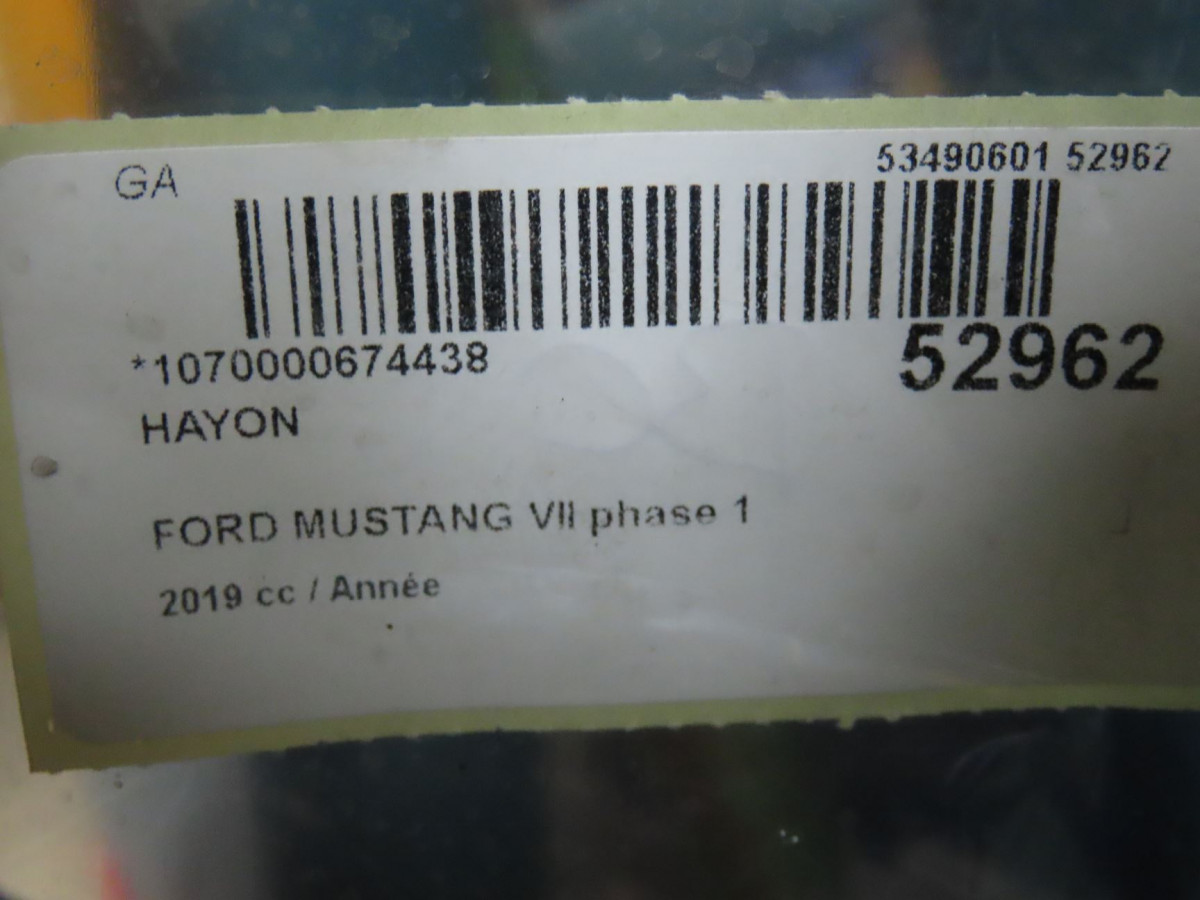 GA
53490601 52962
*1070000674438
52962
HAYON
FORD MUSTANG VII phase 1
2019 cc / Année